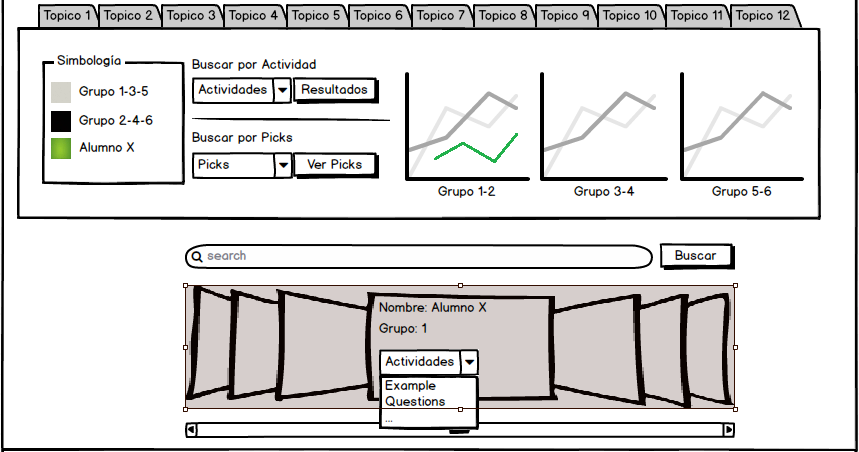 Topico 1 Topico 2 Topico 3 Topico 4 Topico 5 Topico 6 Topico 7 Topico 8 Topico 9 Topico 10 Topico 11 Topico 12
Simbología
Grupo 1-3-5
Grupo 2-4-6
Alumno X
Buscar por Actividad
Actividades Resultados
Buscar por Picks
Picks Ver Picks
Grupo 1-2 Grupo 3-4 Grupo 5-6
search Buscar
Nombre: Alumno X
Grupo: 1
Actividades
Example
Questions
...